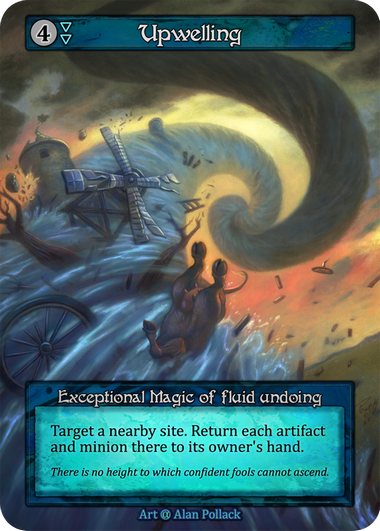 4
Upwelling
Exceptional Magic of fluid undoing
Target a nearby site. Return each artifact
and minion there to its owner's hand.
There is no height to which confident fools cannot ascend.
Art @ Alan Pollack